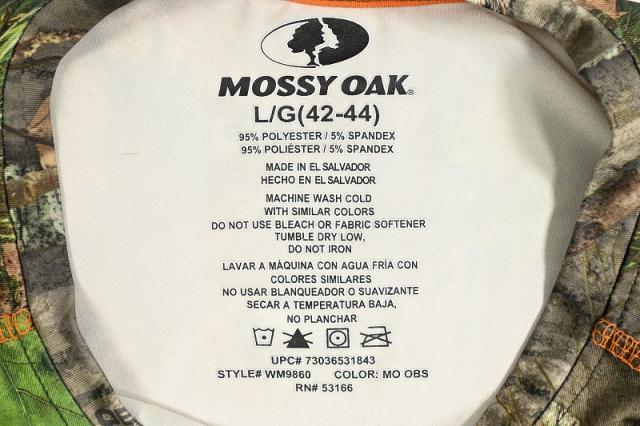 MOSSY OAK®
L/G(42-44)
95% POLYESTER / 5% SPANDEX
95% POLIÉSTER / 5% SPANDEX
MADE IN EL SALVADOR
HECHO EN EL SALVADOR
MACHINE WASH COLD
WITH SIMILAR COLORS
DO NOT USE BLEACH OR FABRIC SOFTENER
TUMBLE DRY LOW,
DO NOT IRON
LAVAR A MÁQUINA CON AGUA FRÍA CON
COLORES SIMILARES
NO USAR BLANQUEADOR O SUAVIZANTE
SECAR A TEMPERATURA BAJA,
NO PLANCHAR
UPC# 73036531843
STYLE# WM9860 COLOR: MO OBS
RN# 53166